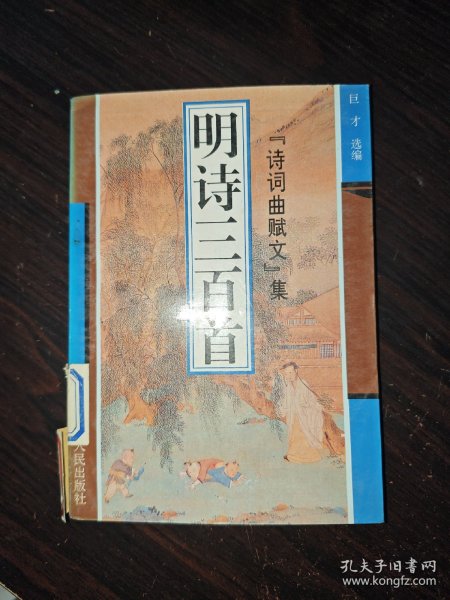 巨才 选编
『诗词曲赋文』集
明诗三百首
人民出版社
孔夫子旧书网
www.kongfz.com